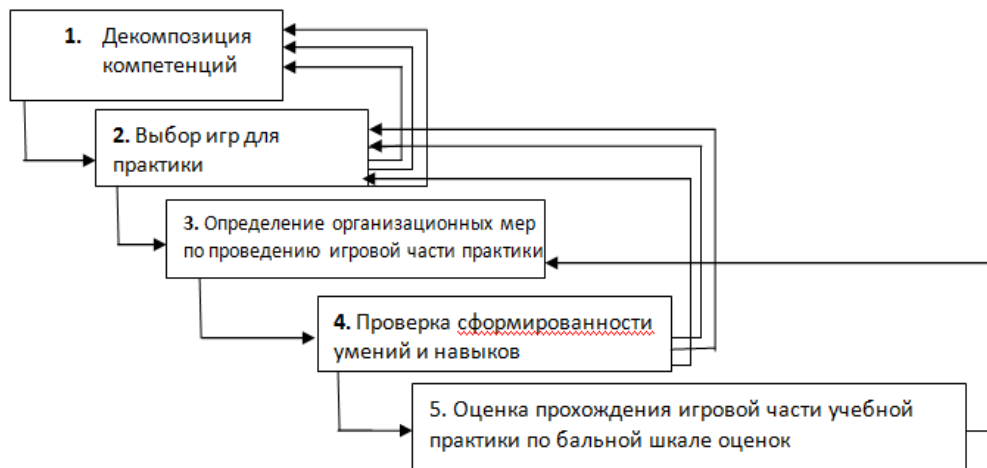 1. Декомпозиция
компетенций
2. Выбор игр для
практики
3. Определение организационных мер
по проведению игровой части практики
4. Проверка сформированности
умений и навыков
5. Оценка прохождения игровой части учебной
практики по бальной шкале оценок